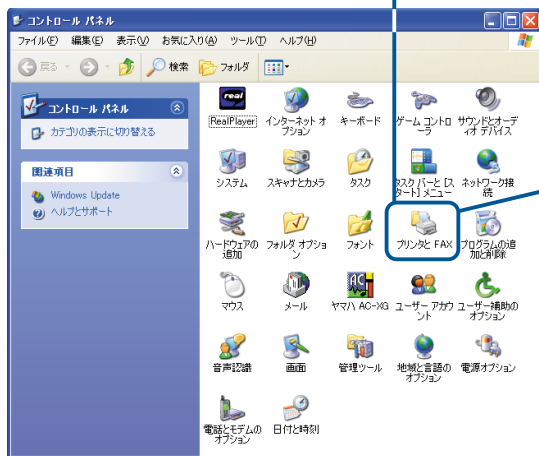 コントロール パネル
ファイル(F) 編集(E) 表示(V) お気に入り(A) ツール(T) ヘルプ(H)
戻る 検索 フォルダ
コントロール パネル
カテゴリの表示に切り替える
関連項目
Windows Update
ヘルプとサポート
real
RealPlayer
インターネット オ
プション
キーボード
ゲーム コントロ
ーラ
サウンドとオーデ
ィオ デバイス
システム
スキャナとカメラ
タスク
タスク バーと [ス
タート] メニュー
ネットワーク接
続
ハードウェアの
追加
フォルダ オプショ
ン
フォント
プリンタと FAX
プログラムの追
加と削除
マウス
メール
AC
XG
ヤマハ AC-XG
ユーザー アカウ
ント
ユーザー補助の
オプション
音声認識
画面
管理ツール
地域と言語の
オプション
電源オプション
電話とモデムの
オプション
日付と時刻